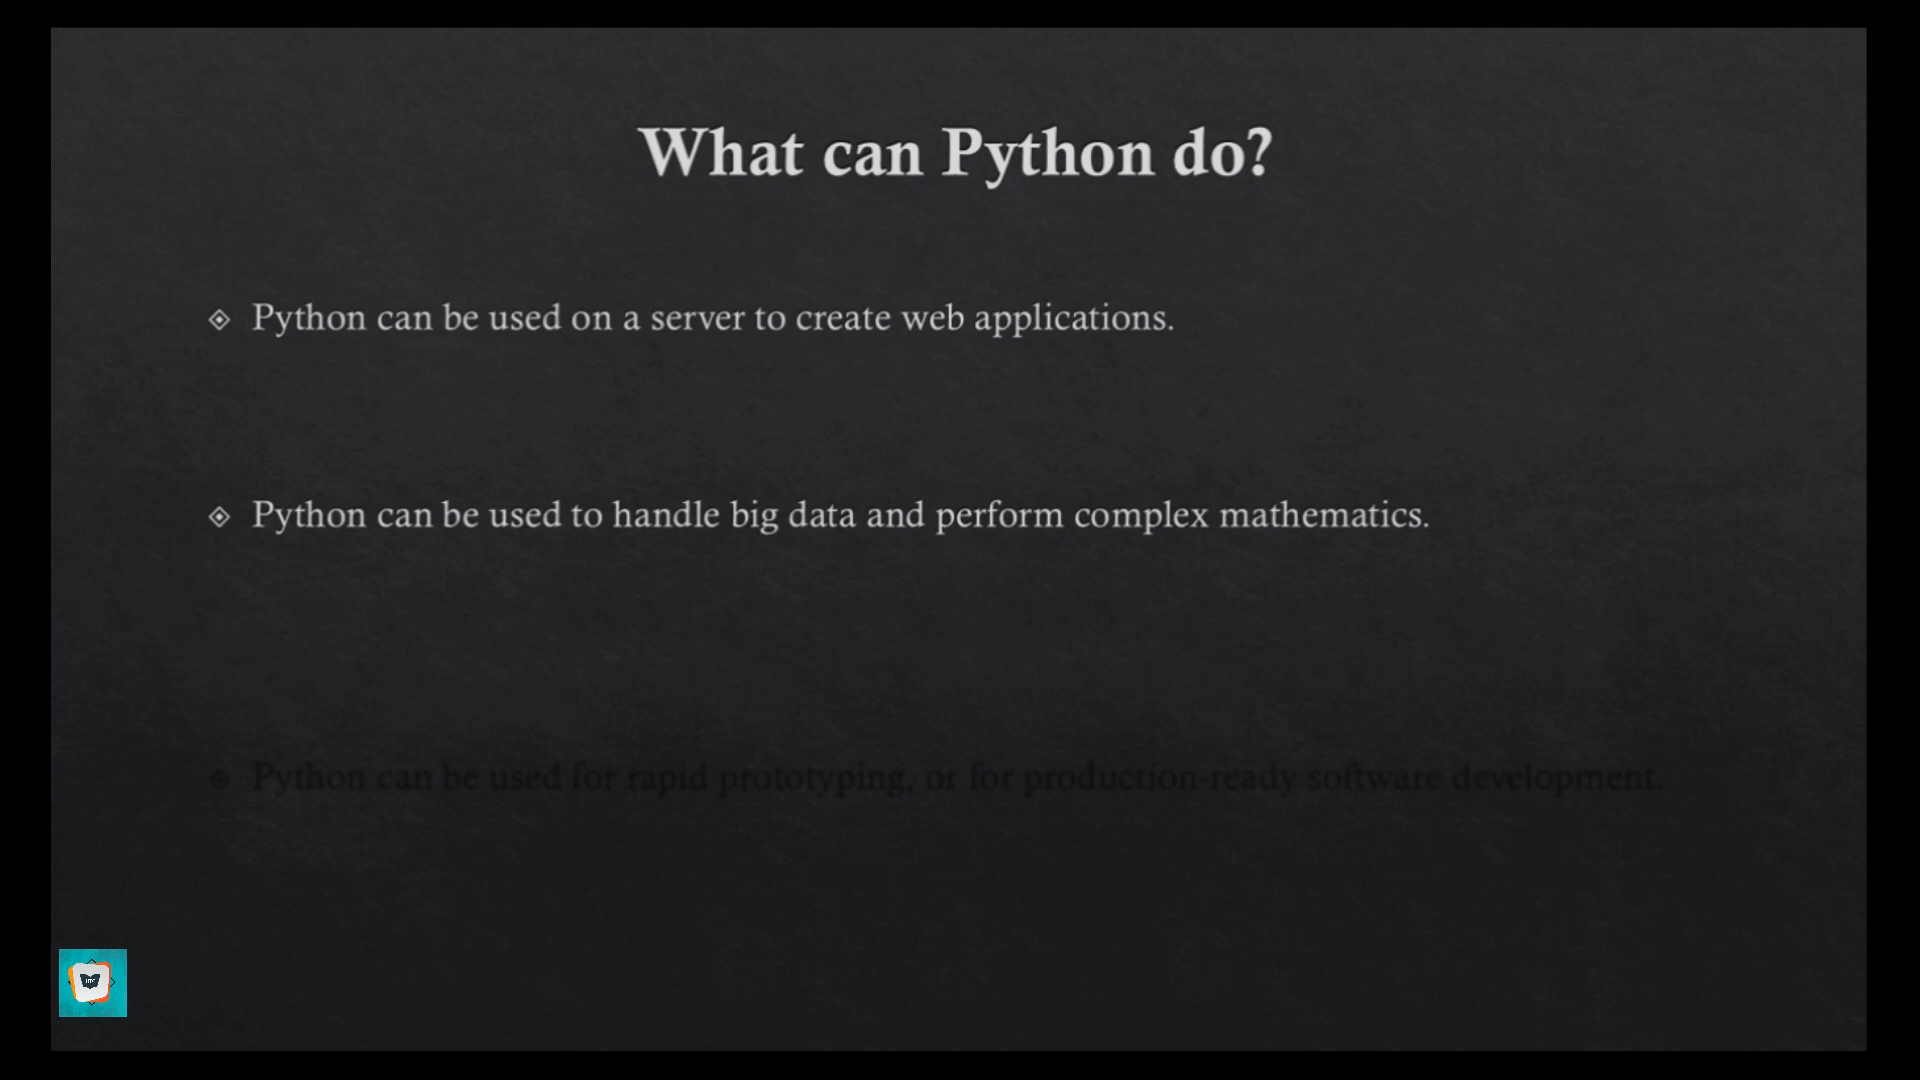 What can Python do?
Python can be used on a server to create web applications.
Python can be used to handle big data and perform complex mathematics.
Python can be used for rapid prototyping, or for production-ready software development.